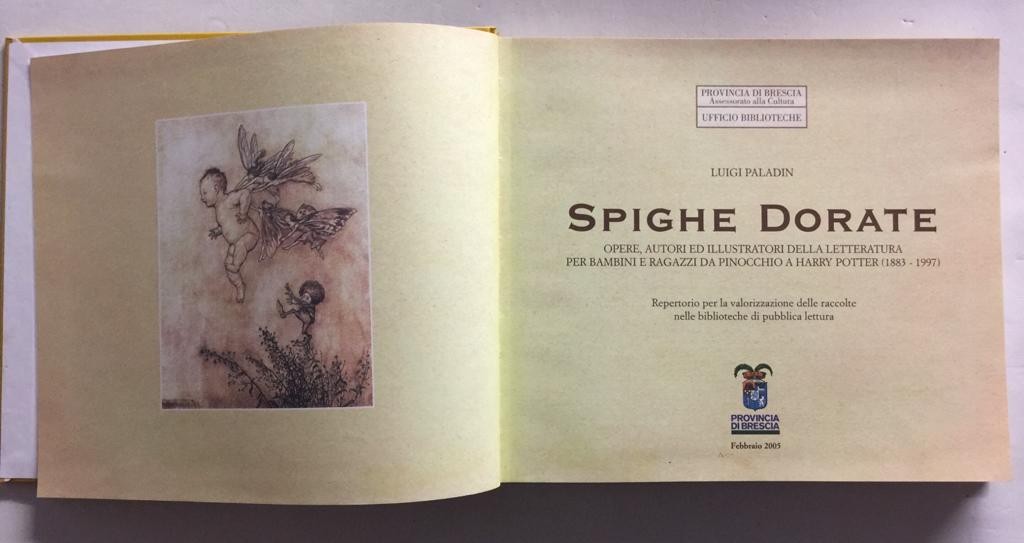 PROVINCIA DI BRESCIA
Assessorato alla Cultura
UFFICIO BIBLIOTECHE
LUIGI PALADIN
SPIGHE DORATE
OPERE, AUTORI ED ILLUSTRATORI DELLA LETTERATURA
PER BAMBINI E RAGAZZI DA PINOCCHIO A HARRY POTTER (1883 - 1997)
Repertorio per la valorizzazione delle raccolte
nelle biblioteche di pubblica lettura
PROVINCIA
DI BRESCIA
Febbraio 2005